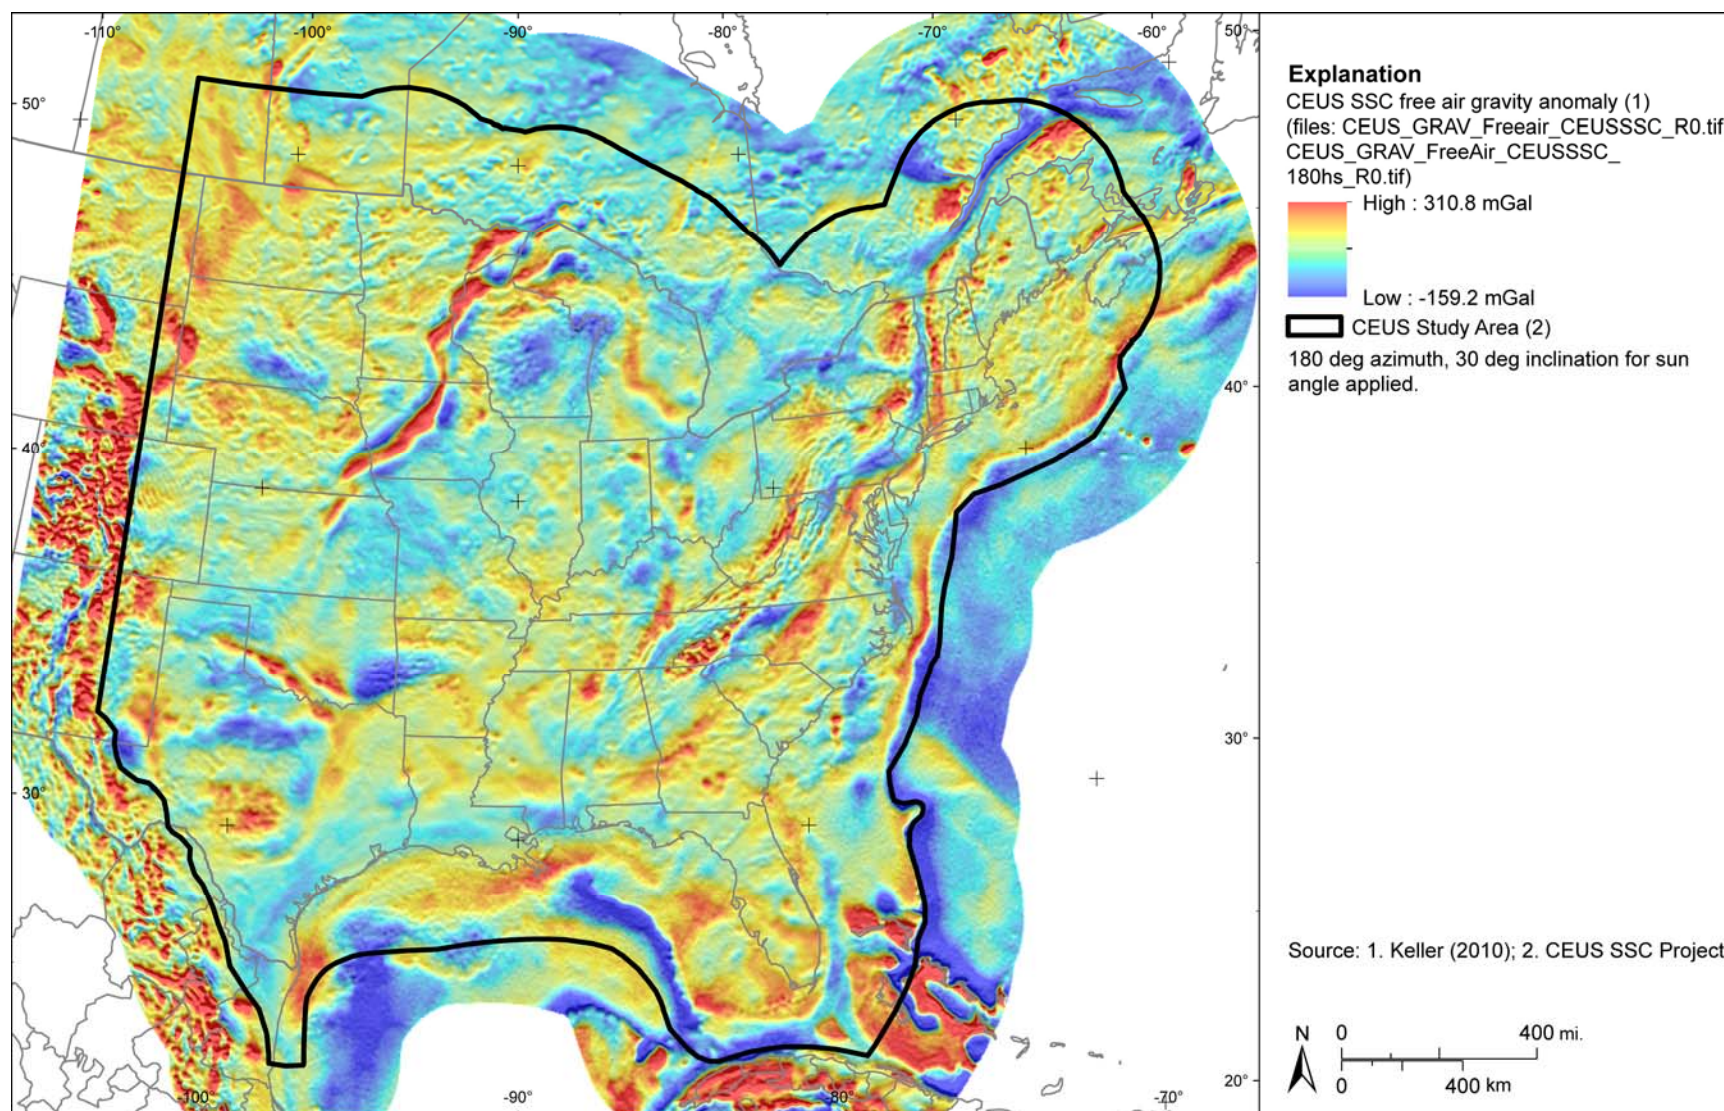 -110° -100° -90° -80° -70° -60° 50°
50°
40°
40°
30°
30°
20°
-100° -90° -80° -70°
Explanation
CEUS SSC free air gravity anomaly (1)
(files: CEUS_GRAV_Freeair_CEUSSSC_R0.tif
CEUS_GRAV_FreeAir_CEUSSSC_
180hs_R0.tif)
High : 310.8 mGal
Low : -159.2 mGal
CEUS Study Area (2)
180 deg azimuth, 30 deg inclination for sun
angle applied.
Source: 1. Keller (2010); 2. CEUS SSC Project
N 0 400 mi.
0 400 km